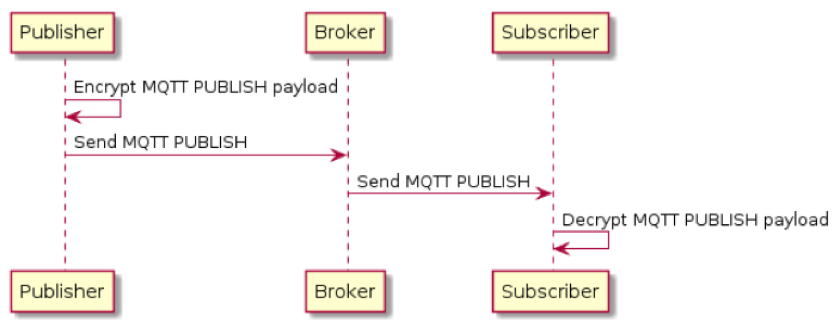 Publisher
Broker
Subscriber
Encrypt MQTT PUBLISH payload
Send MQTT PUBLISH
Send MQTT PUBLISH
Decrypt MQTT PUBLISH payload
Publisher
Broker
Subscriber